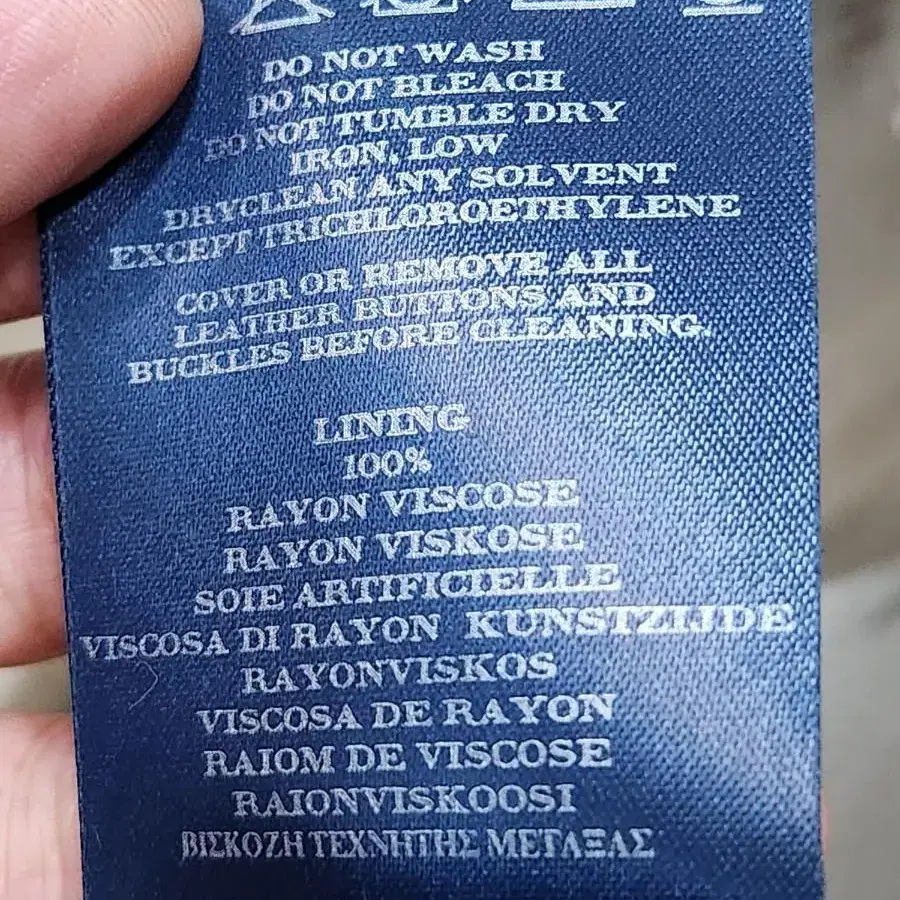 DO NOT WASH
DO NOT BLEACH
DO NOT TUMBLE DRY
IRON, LOW
DRYCLEAN ANY SOLVENT
EXCEPT TRICHLOROETHYLENE
COVER OR REMOVE ALL
LEATHER BUTTONS AND
BUCKLES BEFORE CLEANING.
LINING
100%
RAYON VISCOSE
RAYON VISKOSE
SOIE ARTIFICIELLE
VISCOSA DI RAYON KUNSTZIJDE
RAYONVISKOS
VISCOSA DE RAYON
RAIOM DE VISCOSE
RAIONVISKOOSI
ΒΙΣΚΟΖΗ ΤΕΧΝΗΤΗΣ ΜΕΤΑΞΑΣ